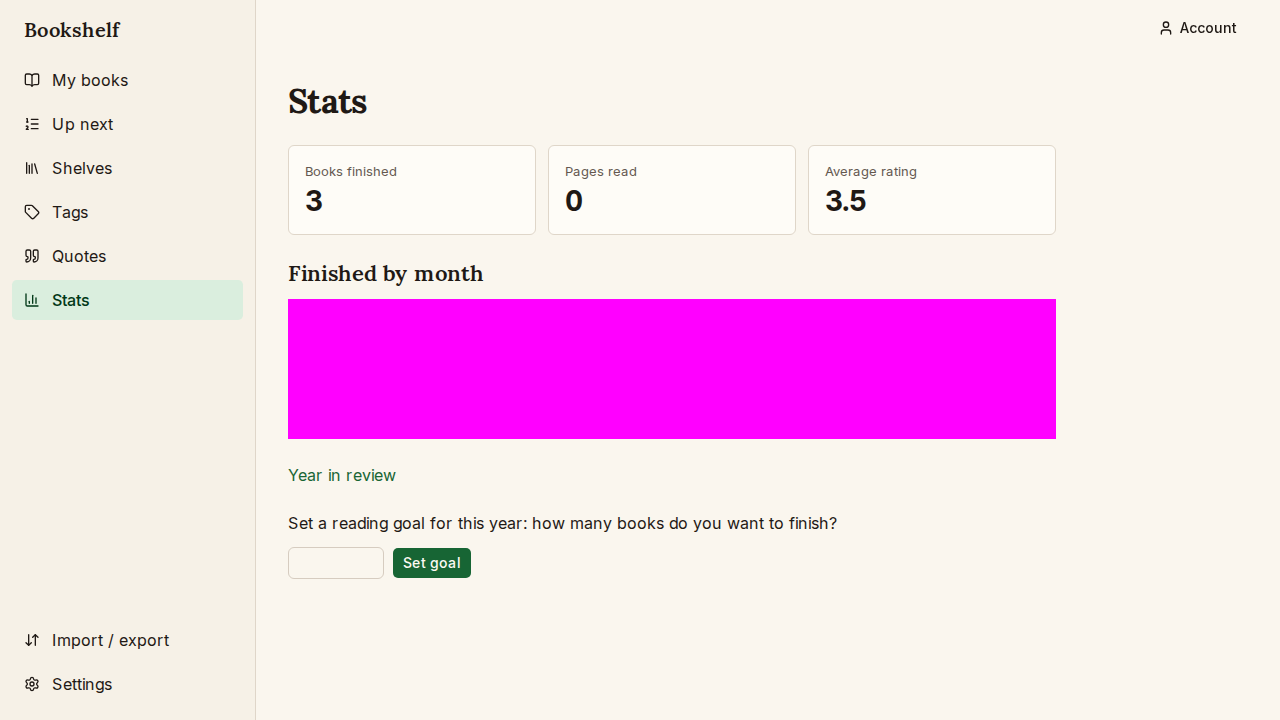 Bookshelf
My books
Up next
Shelves
Tags
Quotes
Stats
Import / export
Settings
Account
Stats
Books finished
3
Pages read
0
Average rating
3.5
Finished by month
Year in review
Set a reading goal for this year: how many books do you want to finish?
Set goal